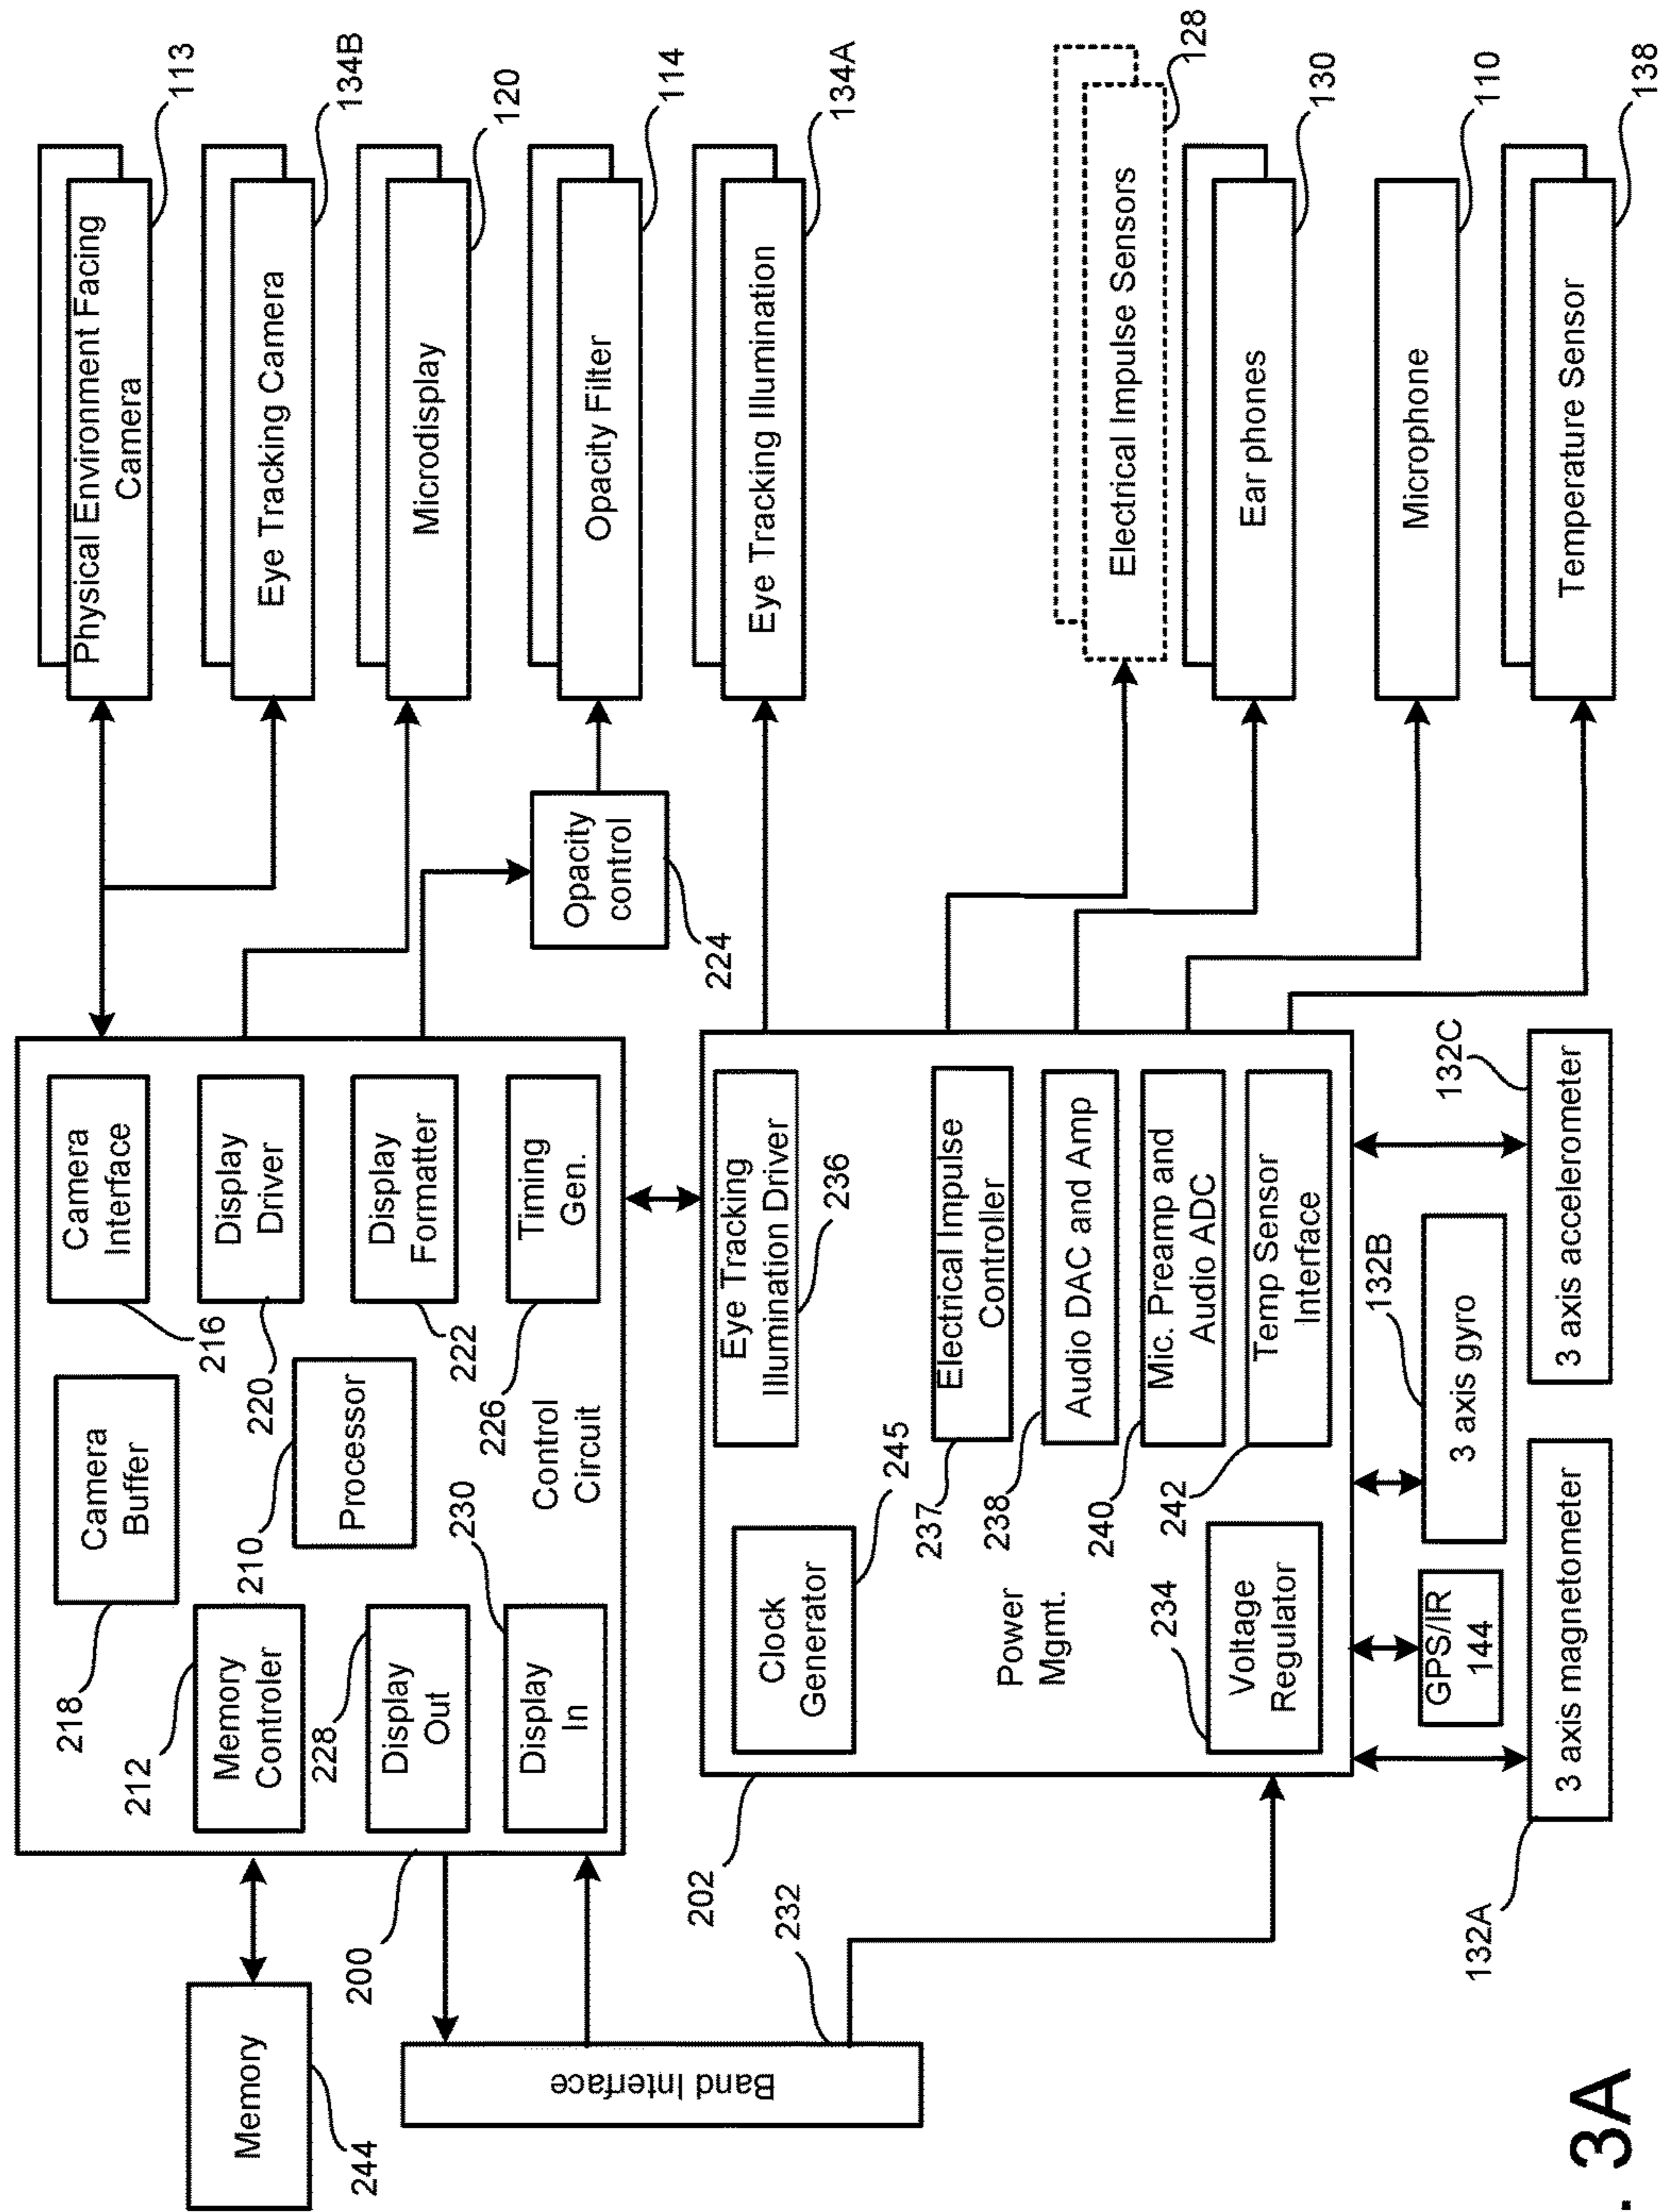 Physical Environment Facing
Camera
113
Eye Tracking Camera
134B
Microdisplay
120
Opacity Filter
114
Eye Tracking Illumination
134A
Electrical Impulse Sensors
128
Ear phones
130
Microphone
110
Temperature Sensor
138
Opacity
control
224
Camera
Interface
216
Display
Driver
220
Display
Formatter
222
Timing
Gen.
226
Camera
Buffer
218
Processor
210
Control
Circuit
Memory
Controler
212
Display
Out
228
Display
In
230
200
Memory
244
Band Interface
232
202
Eye Tracking
Illumination Driver
236
Electrical Impulse
Controller
237
Audio DAC and Amp
238
Mic. Preamp and
Audio ADC
240
Temp Sensor
Interface
242
Clock
Generator
245
Power
Mgmt.
Voltage
Regulator
234
3 axis magnetometer
132A
GPS/IR
144
3 axis gyro
132B
3 axis accelerometer
132C
. 3A